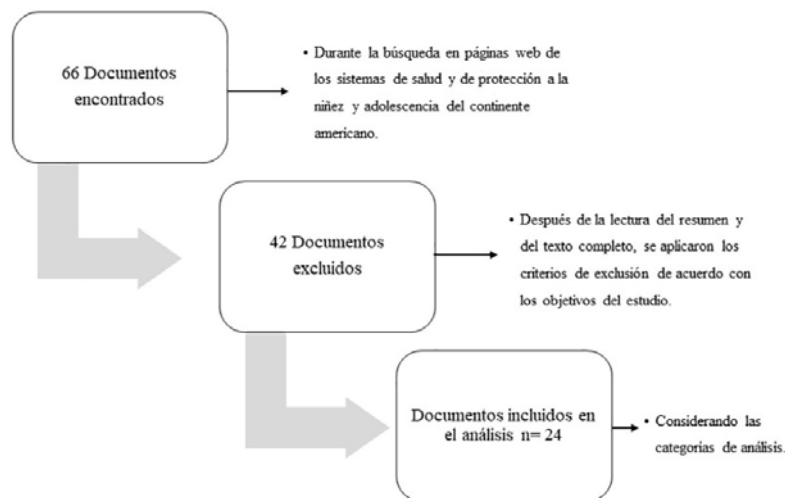 66 Documentos
encontrados
• Durante la búsqueda en páginas web de
los sistemas de salud y de protección a la
niñez y adolescencia del continente
americano.
42 Documentos
excluidos
• Después de la lectura del resumen y
del texto completo, se aplicaron los
criterios de exclusión de acuerdo con
los objetivos del estudio.
Documentos incluidos en
el análisis n= 24
• Considerando las
categorías de análisis.